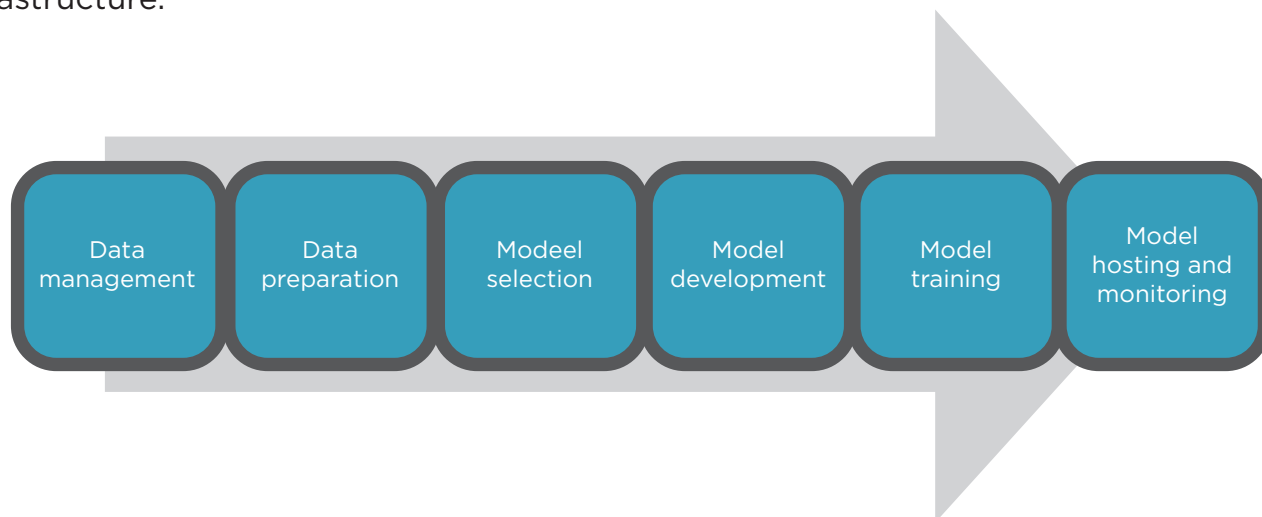 astructure.
Data
management
Data
preparation
Modeel
selection
Model
development
Model
training
Model
hosting and
monitoring